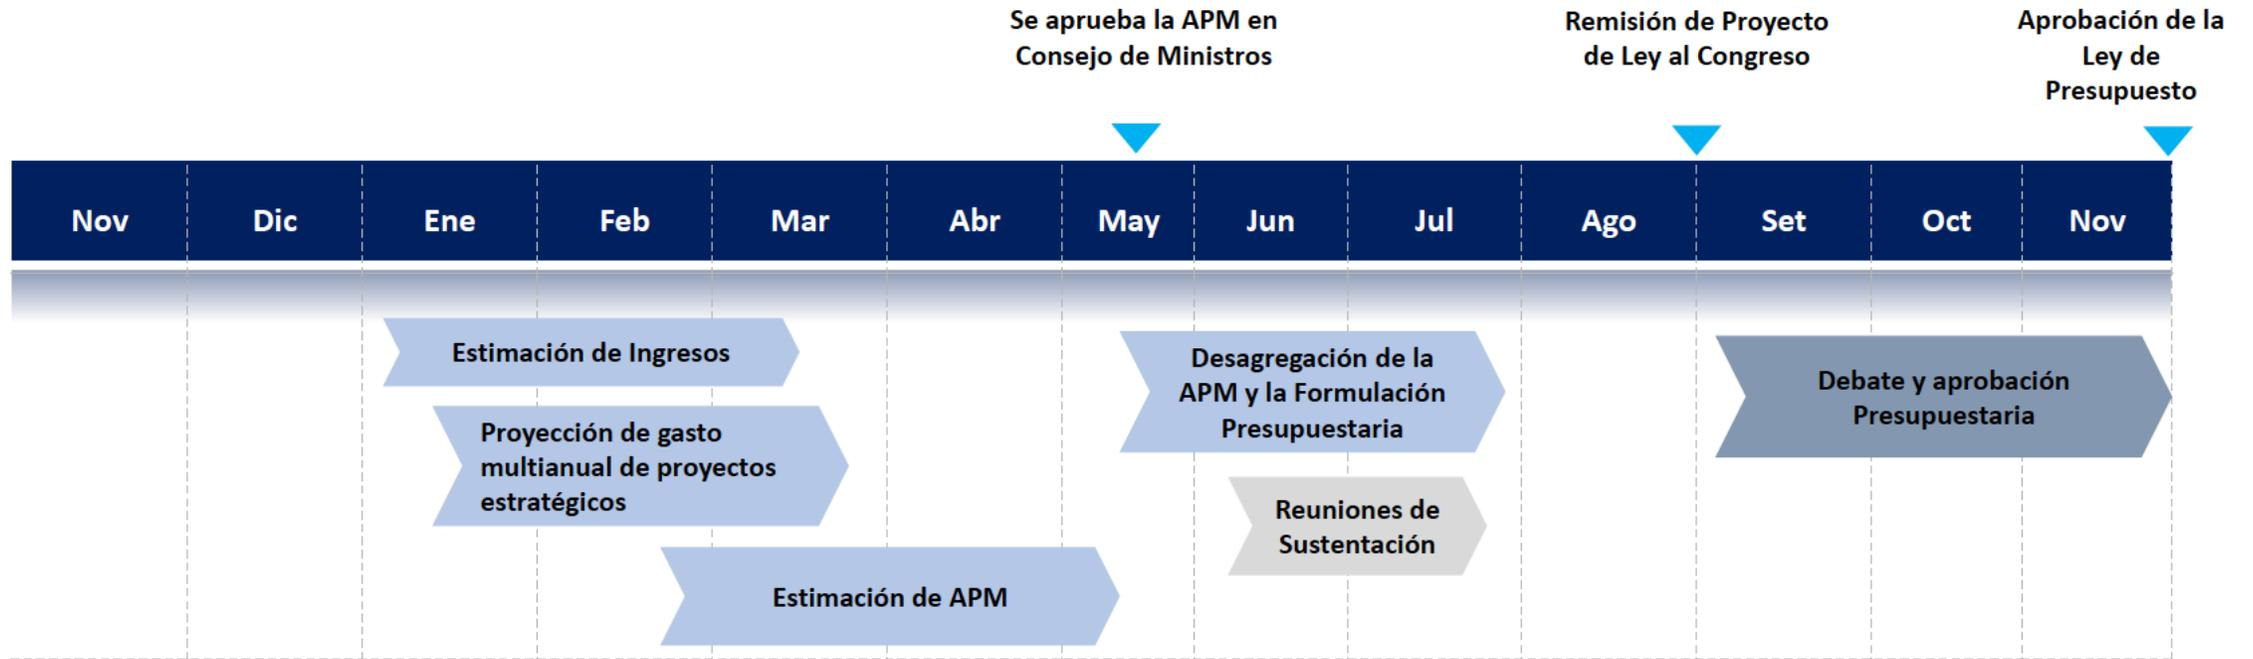 Se aprueba la APM en
Consejo de Ministros
Remisión de Proyecto
de Ley al Congreso
Aprobación de la
Ley de
Presupuesto
Nov Dic Ene Feb Mar Abr May Jun Jul Ago Set Oct Nov
Estimación de Ingresos
Proyección de gasto
multianual de proyectos
estratégicos
Estimación de APM
Desagregación de la
APM y la Formulación
Presupuestaria
Reuniones de
Sustentación
Debate y aprobación
Presupuestaria